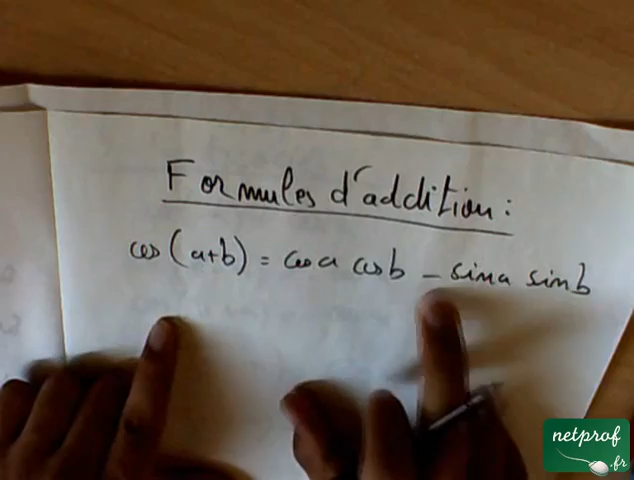 Formules d'addition:
cos (a+b) = cos a cos b - sin a sin b
netprof
.fr